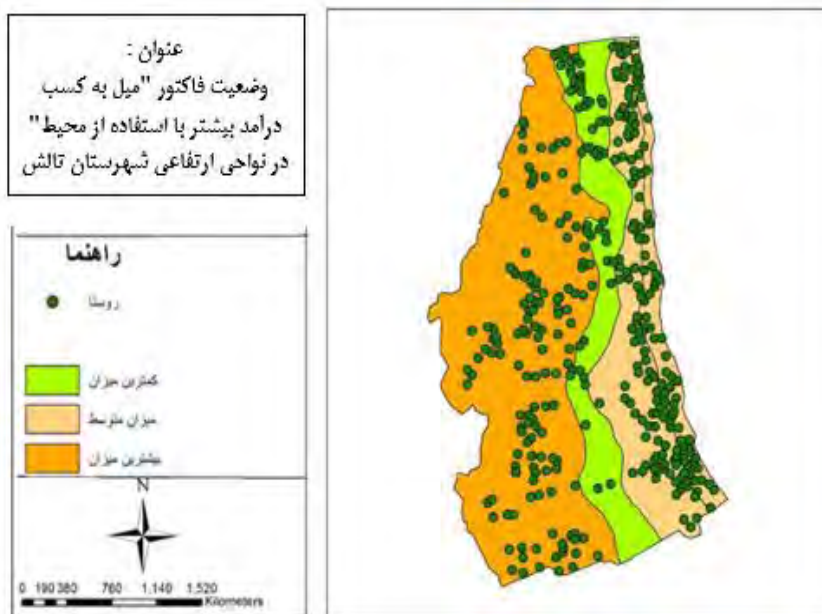 عنوان :
وضعیت فاکتور "میل به کسب
درآمد بیشتر با استفاده از محیط"
در نواحی ارتفاعی شهرستان تالش
راهنما
روستا
کمترین میزان
میزان متوسط
بیشترین میزان
N
0 190 380 760 1,140 1,520
Kilometers